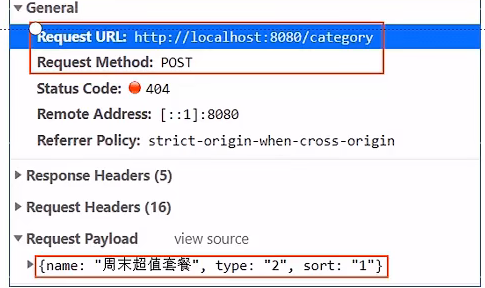 General
Request URL: http://localhost:8080/category
Request Method: POST
Status Code: 404
Remote Address: [::1]:8080
Referrer Policy: strict-origin-when-cross-origin
Response Headers (5)
Request Headers (16)
Request Payload view source
{name: "周末超值套餐", type: "2", sort: "1"}